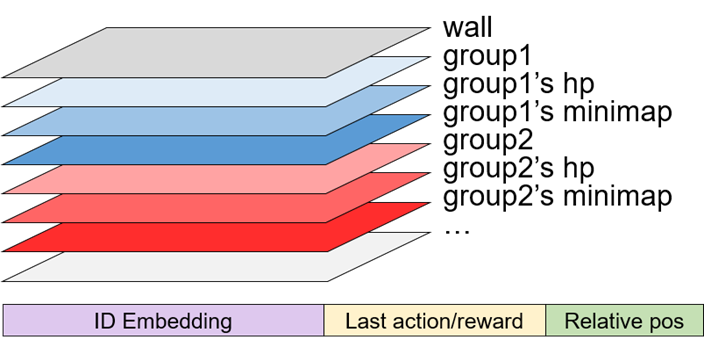 wall
group1
group1's hp
group1's minimap
group2
group2's hp
group2's minimap
...
ID Embedding
Last action/reward
Relative pos